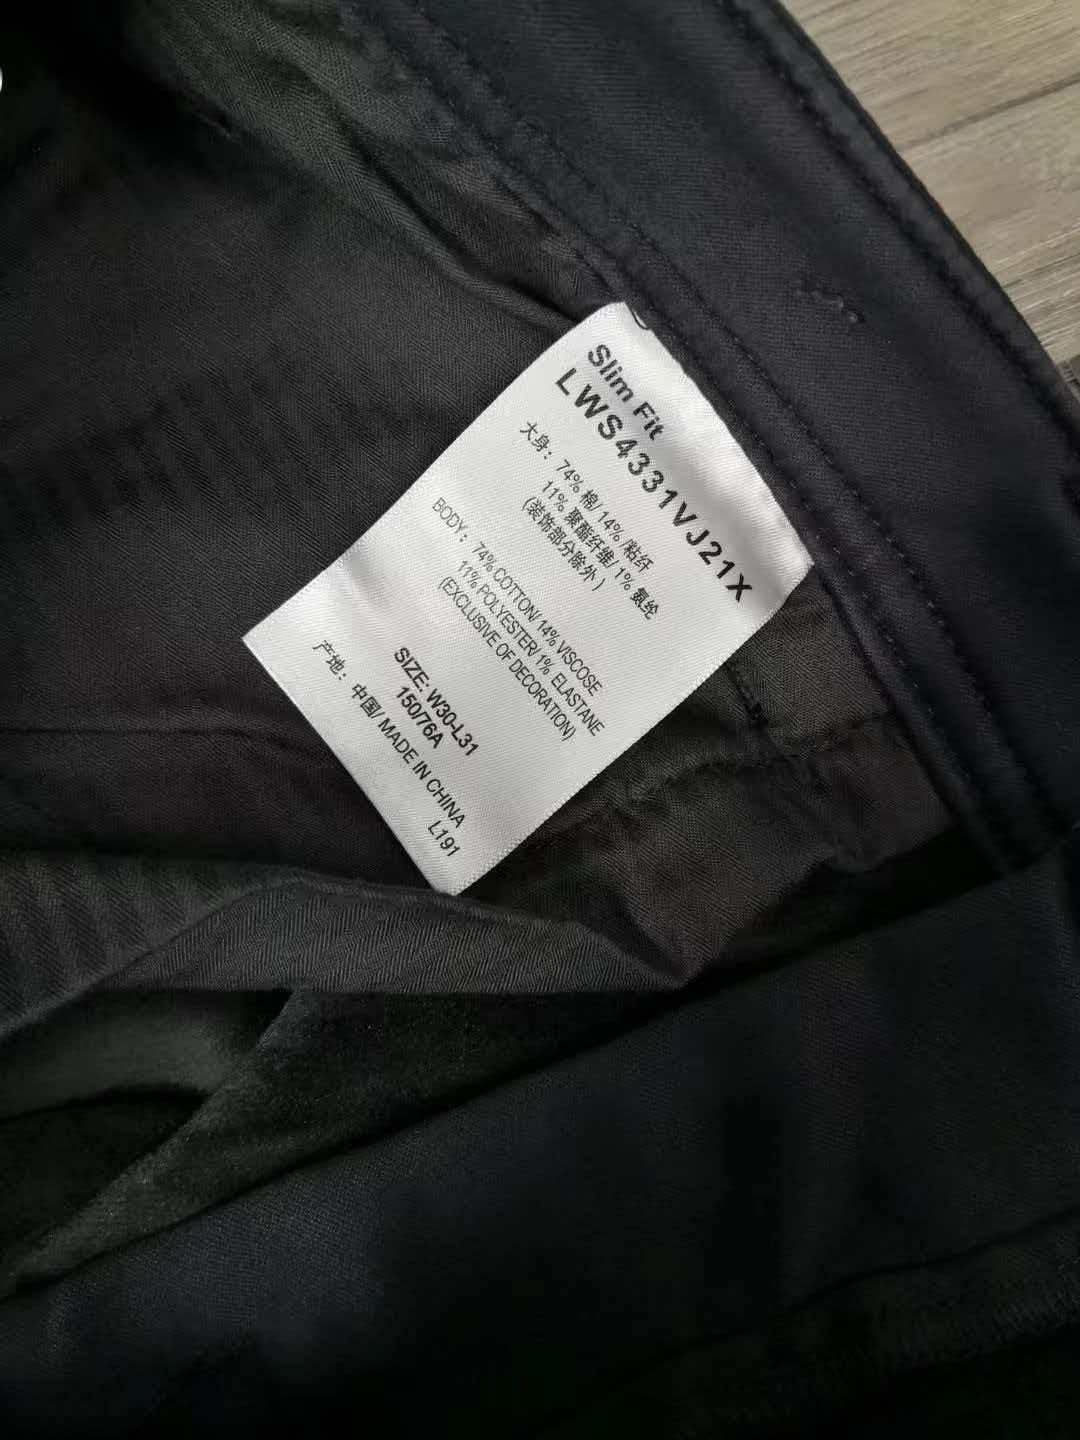 Slim Fit
LWS4331VJ21X
大身：74% 棉/ 14% /粘纤
11% 聚酯纤维/ 1% 氨纶
(装饰部分除外)
BODY：74% COTTON/ 14% VISCOSE
11% POLYESTER/ 1% ELASTANE
(EXCLUSIVE OF DECORATION)
SIZE: W30-L31
150/76A
产地：中国/ MADE IN CHINA
L191